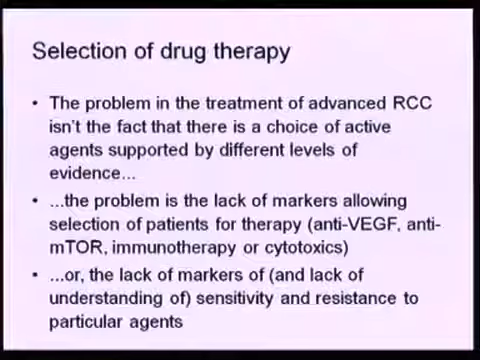 Selection of drug therapy
• The problem in the treatment of advanced RCC
isn't the fact that there is a choice of active
agents supported by different levels of
evidence...
• ...the problem is the lack of markers allowing
selection of patients for therapy (anti-VEGF, anti-
mTOR, immunotherapy or cytotoxics)
• ...or, the lack of markers of (and lack of
understanding of) sensitivity and resistance to
particular agents